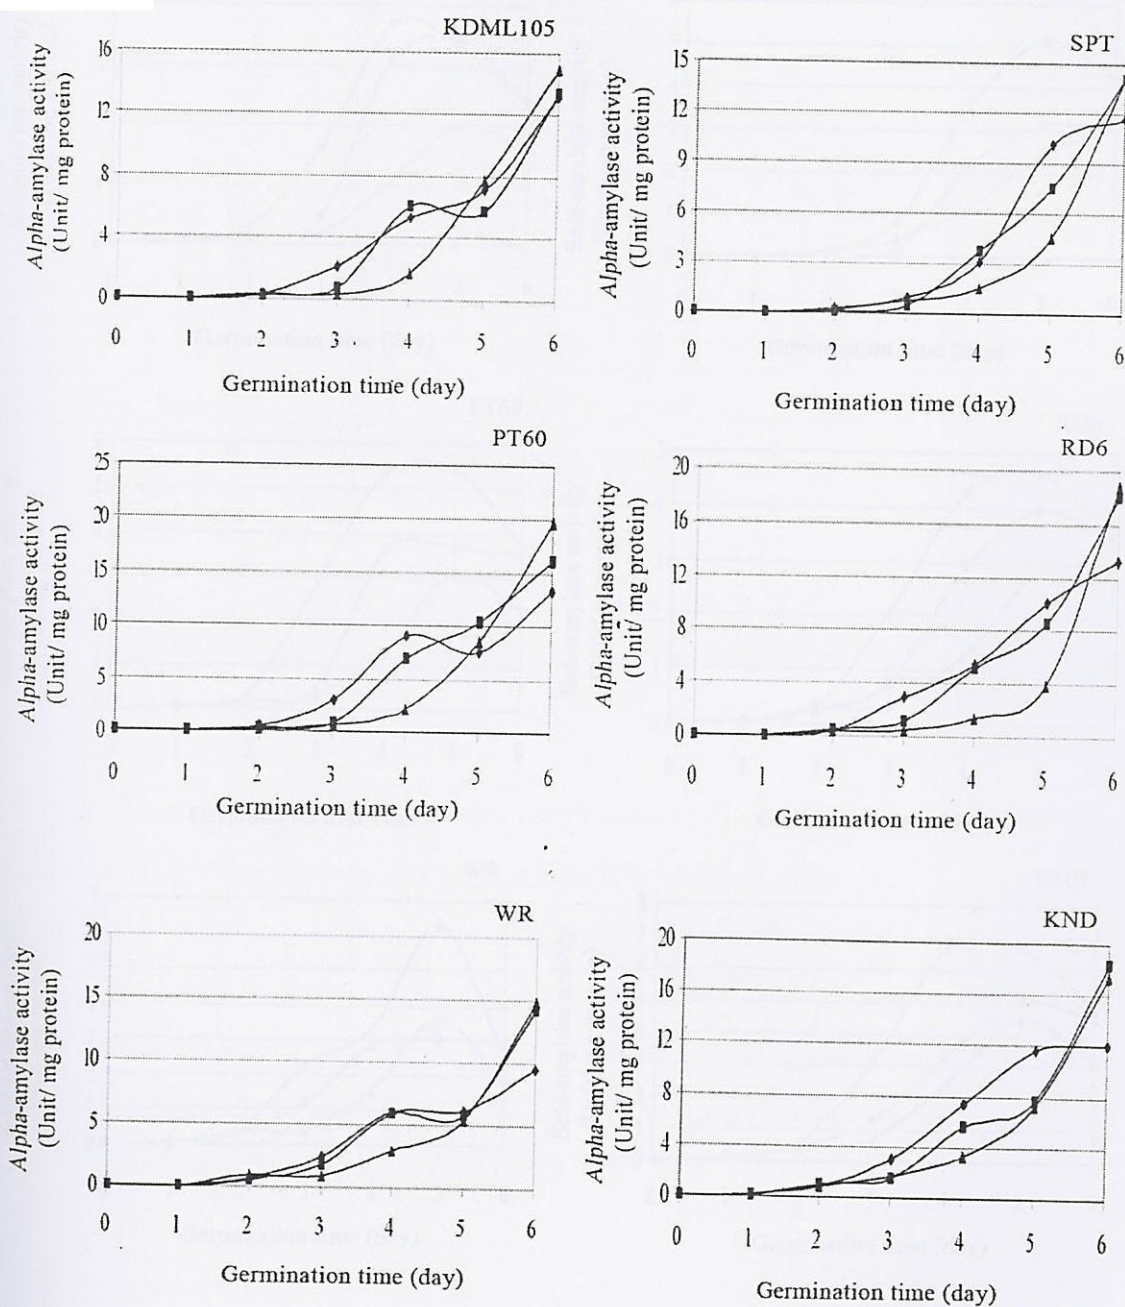 KDML105
Alpha-amylase activity
(Unit/ mg protein)
16
12
8
4
0
0 1 2 3 4 5 6
Germination time (day)
SPT
Alpha-amylase activity
(Unit/ mg protein)
15
12
9
6
3
0
0 1 2 3 4 5 6
Germination time (day)
PT60
Alpha-amylase activity
(Unit/ mg protein)
25
20
15
10
5
0
0 1 2 3 4 5 6
Germination time (day)
RD6
Alpha-amylase activity
(Unit/ mg protein)
20
16
12
8
4
0
0 1 2 3 4 5 6
Germination time (day)
WR
Alpha-amylase activity
(Unit/ mg protein)
20
15
10
5
0
0 1 2 3 4 5 6
Germination time (day)
KND
Alpha-amylase activity
(Unit/ mg protein)
20
16
12
8
4
0
0 1 2 3 4 5 6
Germination time (day)